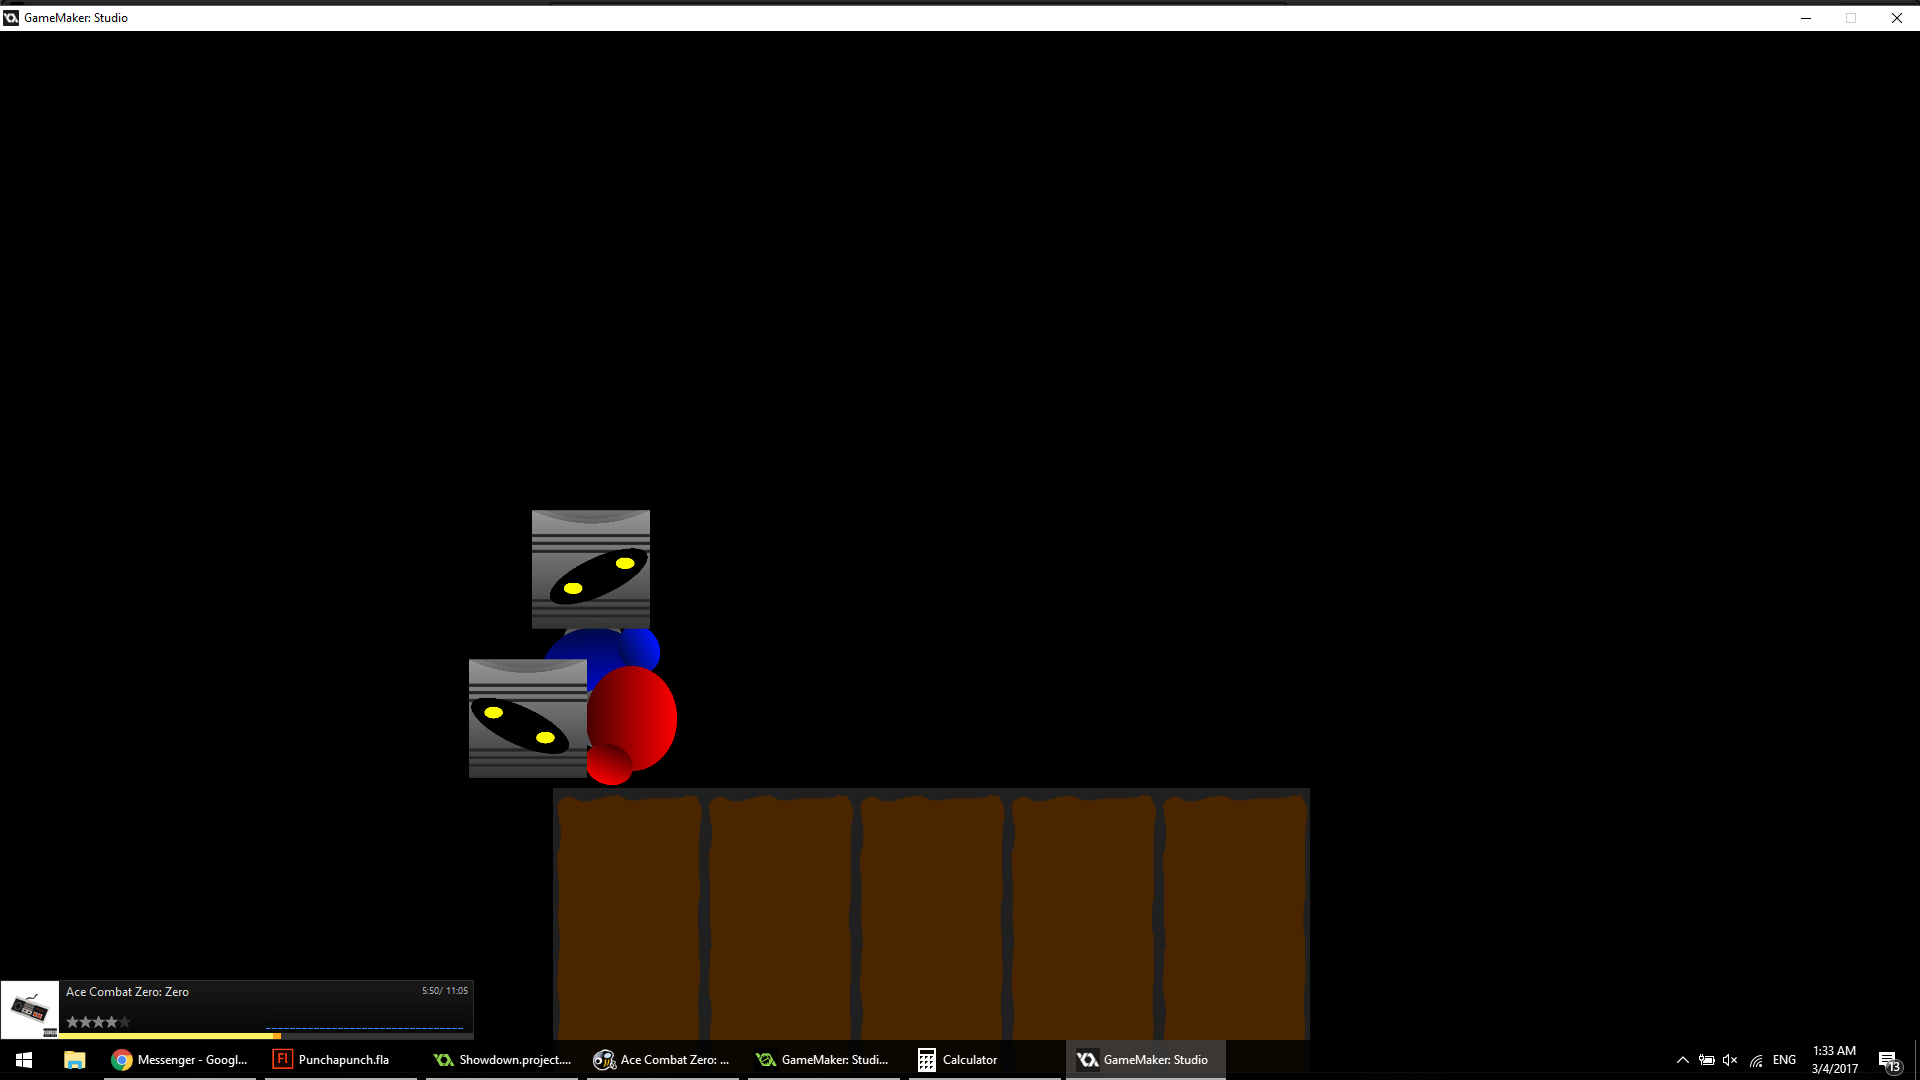 GameMaker: Studio
Ace Combat Zero: Zero
5:50/ 11:05
Messenger - Googl...
Fl
Punchapunch.fla
Showdown.project....
Ace Combat Zero: ...
GameMaker: Studi...
Calculator
GameMaker: Studio
ENG
1:33 AM
3/4/2017
13